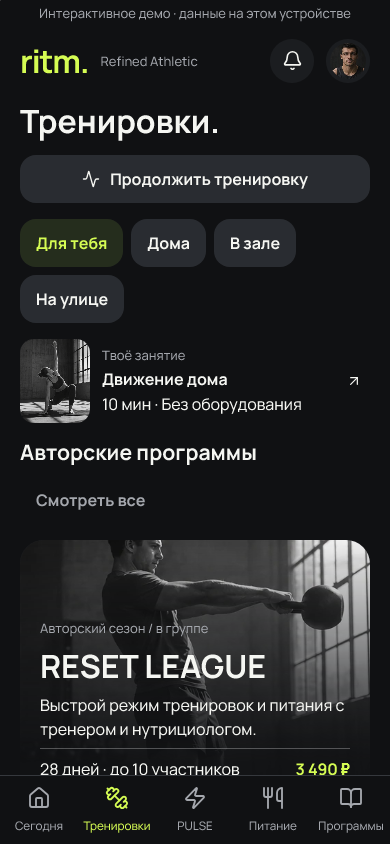 Интерактивное демо · данные на этом устройстве
ritm. Refined Athletic
Тренировки.
Продолжить тренировку
Для тебя
Дома
В зале
На улице
Твоё занятие
Движение дома
10 мин · Без оборудования
Авторские программы
Смотреть все
Авторский сезон / в группе
RESET LEAGUE
Выстрой режим тренировок и питания с
тренером и нутрициологом.
28 дней · до 10 участников 3 490 ₽
Сегодня
Тренировки
PULSE
Питание
Программы